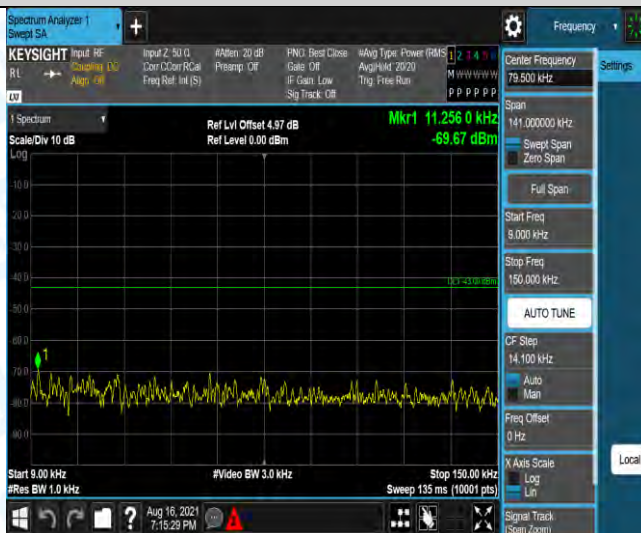 Spectrum Analyzer 1
Swept SA
Frequency
KEYSIGHT
Input: RF
Coupling: DC
Align: Off
Input Z: 50 Ω
Corr CCorr RCal
Freq Ref: Int (S)
#Atten: 20 dB
Preamp: Off
PNO: Best Close
Gate: Off
IF Gain: Low
Sig Track: Off
#Avg Type: Power (RMS
Avg|Hold: 20/20
Trig: Free Run
1 2 3 4 5 6
M W W W W W
P P P P P P
RL
LXI
1 Spectrum
Scale/Div 10 dB
Log
Ref Lvl Offset 4.97 dB
Ref Level 0.00 dBm
Mkr1 11.256 0 kHz
-69.67 dBm
-10.0
-20.0
-30.0
-40.0
DL1 -43.00 dBm
-50.0
-60.0
1
-70.0
-80.0
-90.0
Start 9.00 kHz
#Video BW 3.0 kHz
Stop 150.00 kHz
#Res BW 1.0 kHz
Sweep 135 ms (10001 pts)
Aug 16, 2021
7:15:29 PM
Center Frequency
79.500 kHz
Settings
Span
141.000000 kHz
Swept Span
Zero Span
Full Span
Start Freq
9.000 kHz
Stop Freq
150.000 kHz
AUTO TUNE
CF Step
14.100 kHz
Auto
Man
Freq Offset
0 Hz
X Axis Scale
Log
Lin
Local
Signal Track
(Span Zoom)